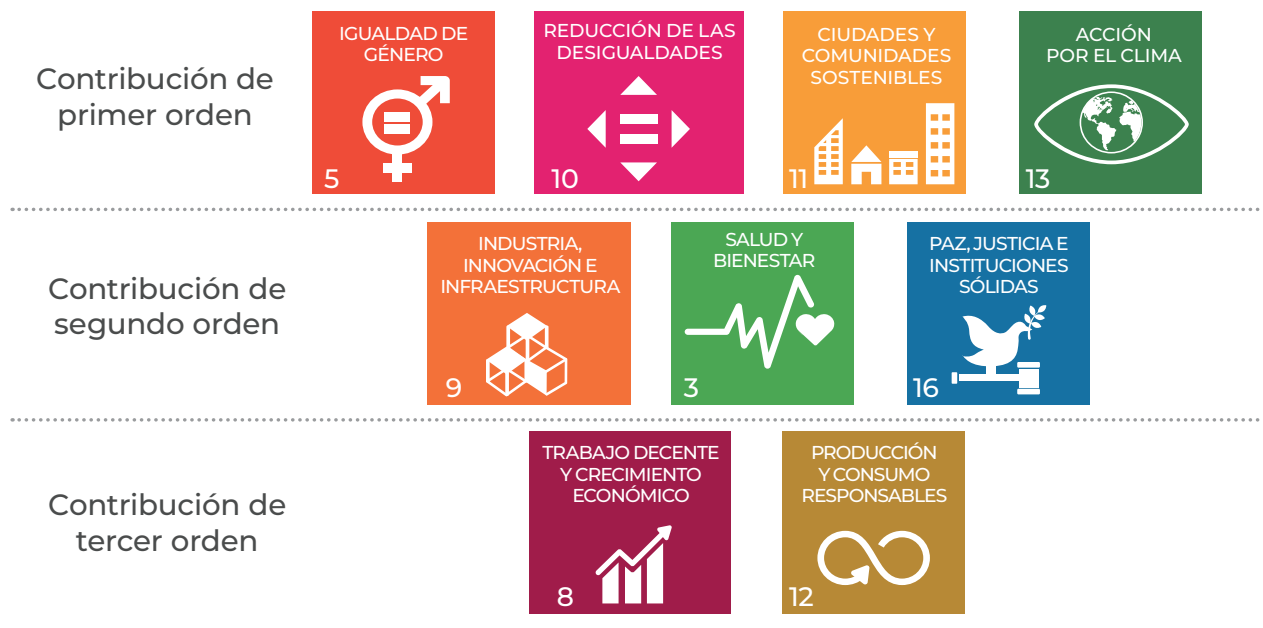 Contribución de
primer orden
IGUALDAD DE
GÉNERO
5
REDUCCIÓN DE LAS
DESIGUALDADES
10
CIUDADES Y
COMUNIDADES
SOSTENIBLES
11
ACCIÓN
POR EL CLIMA
13
Contribución de
segundo orden
INDUSTRIA,
INNOVACIÓN E
INFRAESTRUCTURA
9
SALUD Y
BIENESTAR
3
PAZ, JUSTICIA E
INSTITUCIONES
SÓLIDAS
16
Contribución de
tercer orden
TRABAJO DECENTE
Y CRECIMIENTO
ECONÓMICO
8
PRODUCCIÓN
Y CONSUMO
RESPONSABLES
12